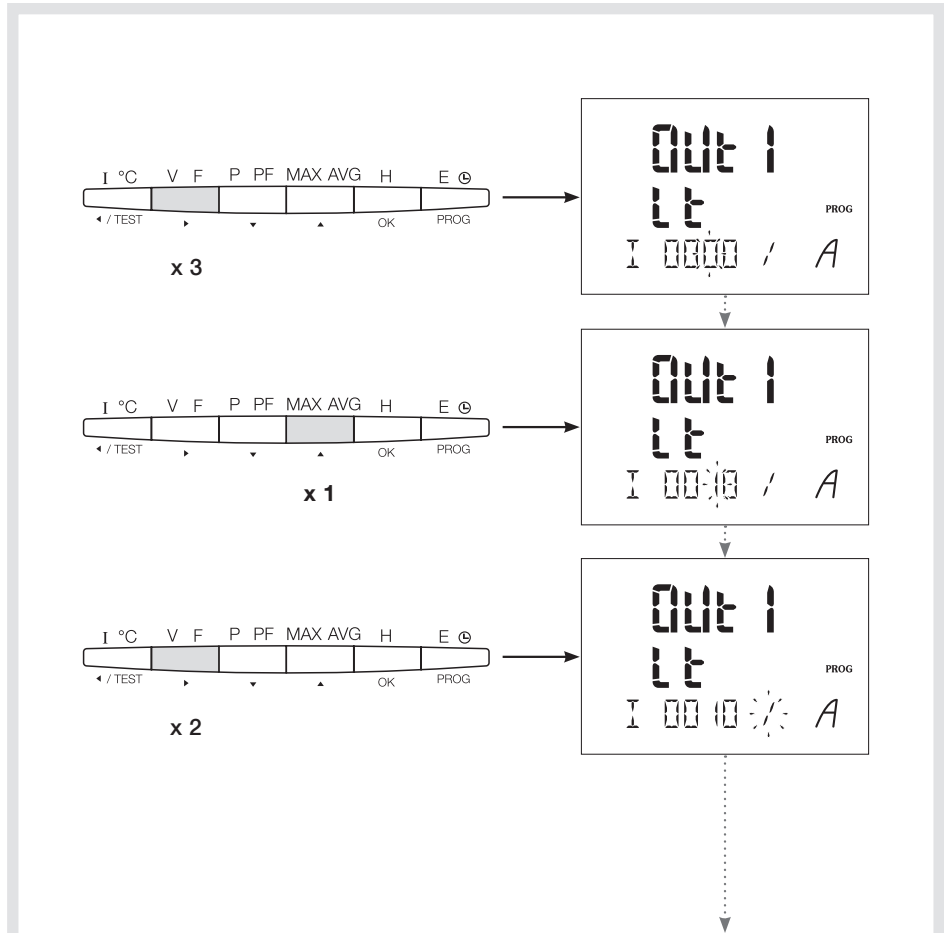 I °C V F P PF MAX AVG H E
/ TEST OK PROG
x 3
OUt 1
Lt
PROG
I 0000 / A
I °C V F P PF MAX AVG H E
/ TEST OK PROG
x 1
OUt 1
Lt
PROG
I 0010 / A
I °C V F P PF MAX AVG H E
/ TEST OK PROG
x 2
OUt 1
Lt
PROG
I 0010 / A